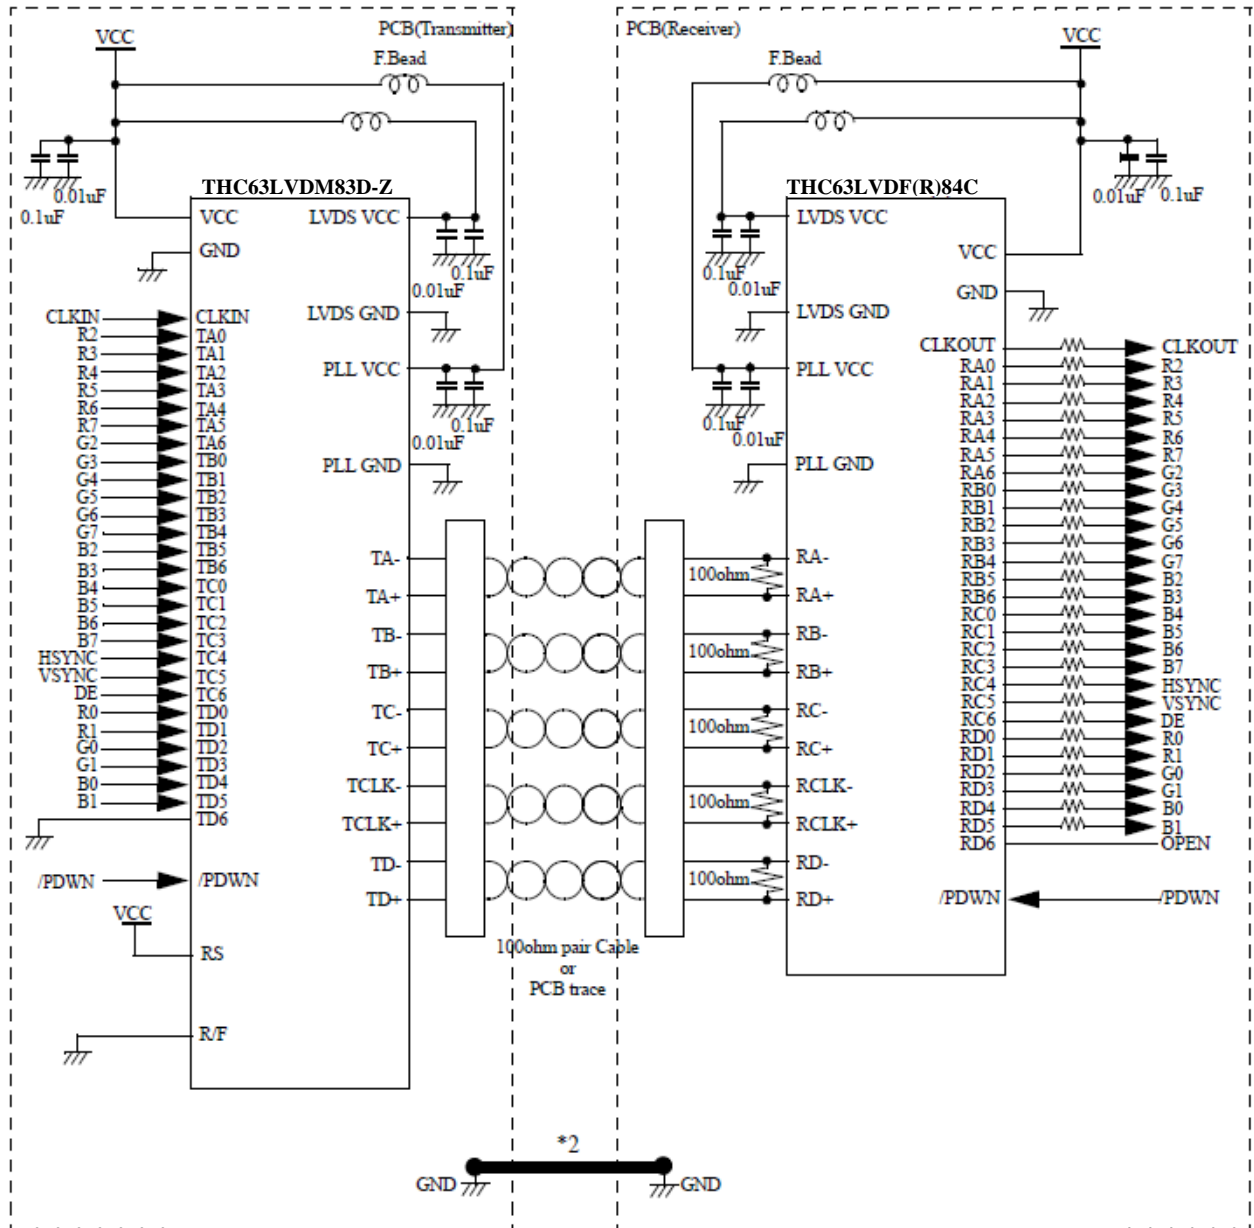 PCB(Transmitter)
VCC
F.Bead
0.01uF
0.1uF
THC63LVDM83D-Z
VCC
GND
LVDS VCC
0.1uF
0.01uF
LVDS GND
PLL VCC
0.1uF
0.01uF
PLL GND
CLKIN CLKIN
R2 TA0
R3 TA1
R4 TA2
R5 TA3
R6 TA4
R7 TA5
G2 TA6
G3 TB0
G4 TB1
G5 TB2
G6 TB3
G7 TB4
B2 TB5
B3 TB6
B4 TC0
B5 TC1
B6 TC2
B7 TC3
HSYNC TC4
VSYNC TC5
DE TC6
R0 TD0
R1 TD1
G0 TD2
G1 TD3
B0 TD4
B1 TD5
TD6
/PDWN /PDWN
VCC
RS
R/F
TA-
TA+
TB-
TB+
TC-
TC+
TCLK-
TCLK+
TD-
TD+
100ohm pair Cable
or
PCB trace
PCB(Receiver)
VCC
F.Bead
0.01uF
0.1uF
THC63LVDF(R)84C
LVDS VCC
0.1uF
0.01uF
LVDS GND
PLL VCC
0.1uF
0.01uF
PLL GND
VCC
GND
100ohm
RA-
RA+
100ohm
RB-
RB+
100ohm
RC-
RC+
100ohm
RCLK-
RCLK+
100ohm
RD-
RD+
CLKOUT CLKOUT
RA0 R2
RA1 R3
RA2 R4
RA3 R5
RA4 R6
RA5 R7
RA6 G2
RB0 G3
RB1 G4
RB2 G5
RB3 G6
RB4 G7
RB5 B2
RB6 B3
RC0 B4
RC1 B5
RC2 B6
RC3 B7
RC4 HSYNC
RC5 VSYNC
RC6 DE
RD0 R0
RD1 R1
RD2 G0
RD3 G1
RD4 B0
RD5 B1
RD6 OPEN
/PDWN /PDWN
*2
GND GND